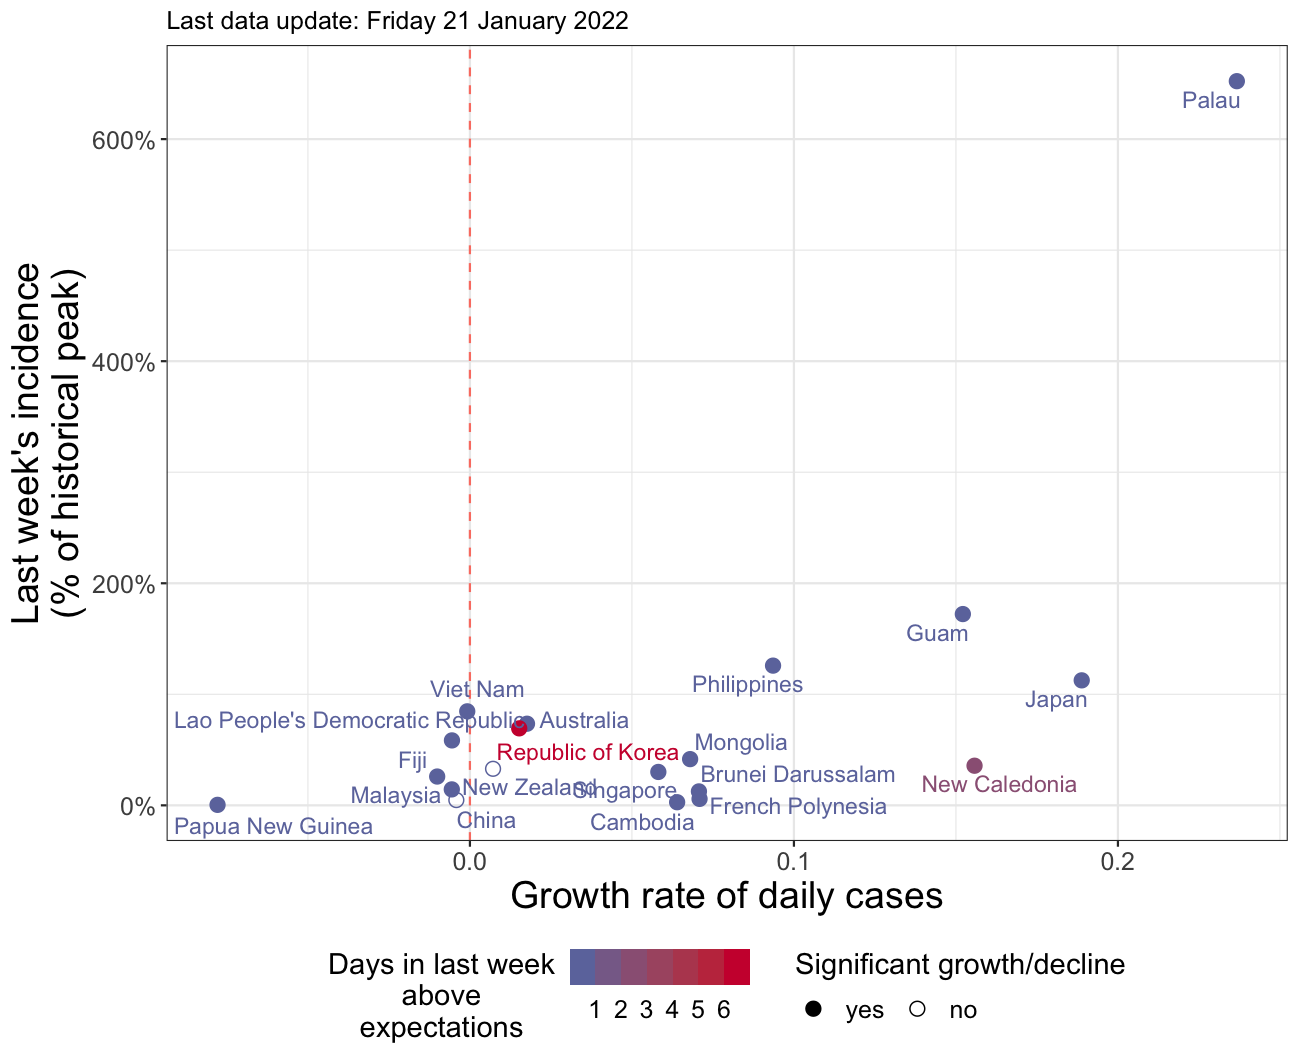 Last data update: Friday 21 January 2022
Last week's incidence
(% of historical peak)
600%
400%
200%
0%
Palau
Guam
Philippines
Japan
Viet Nam
Lao People's Democratic Republic
Australia
Republic of Korea
Mongolia
Fiji
Brunei Darussalam
New Caledonia
Malaysia
New Zealand
Singapore
French Polynesia
Papua New Guinea
China
Cambodia
0.0
0.1
0.2
Growth rate of daily cases
Days in last week
above
expectations
1 2 3 4 5 6
Significant growth/decline
yes
no